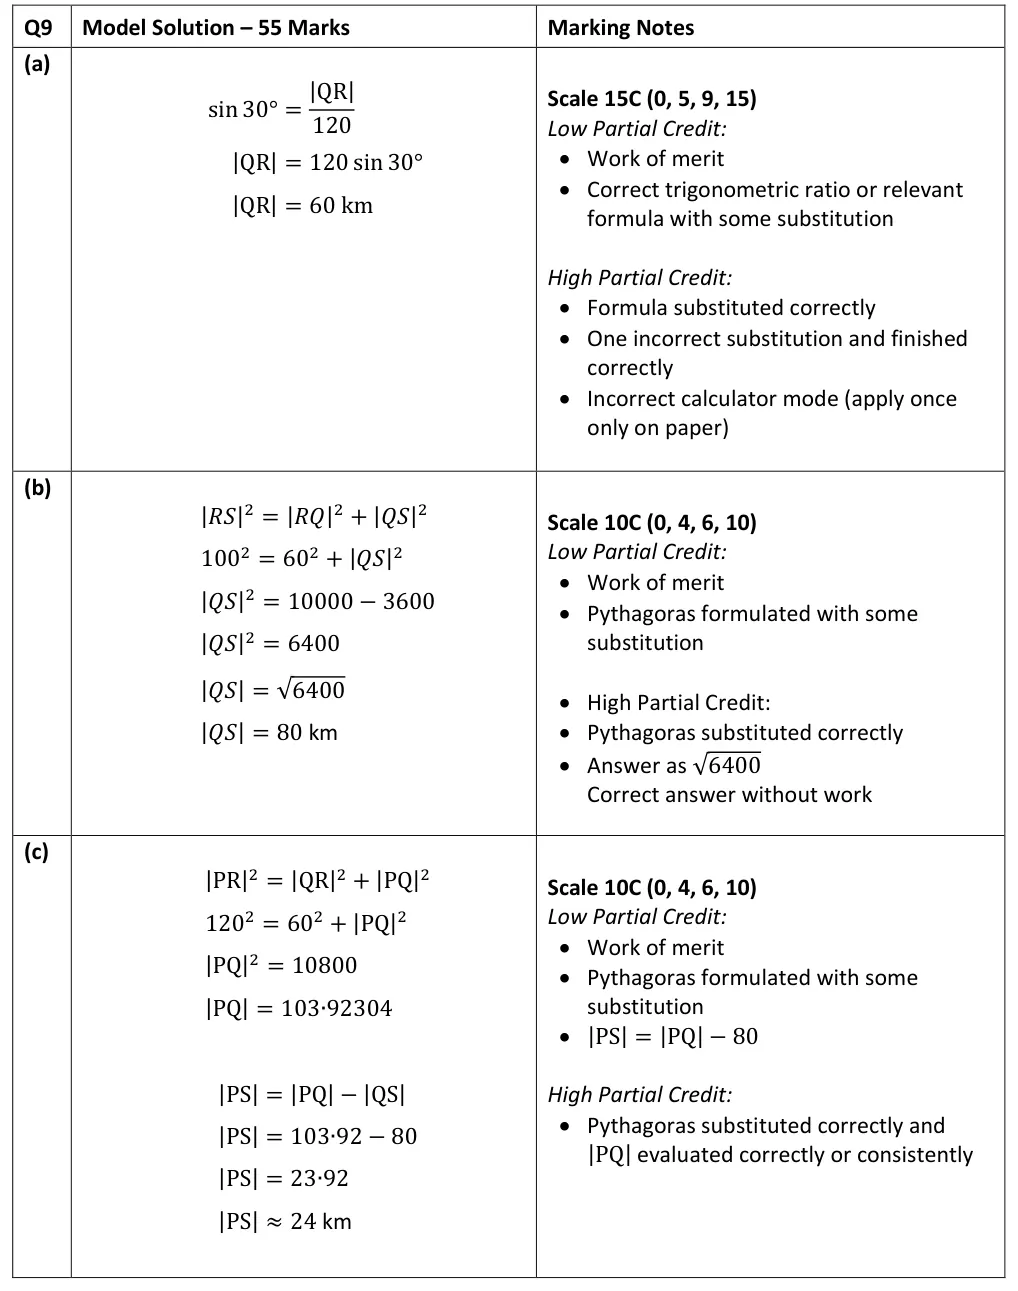 Q9 Model Solution – 55 Marks Marking Notes
(a)
sin 30° = |QR|/120
|QR| = 120 sin 30°
|QR| = 60 km
Scale 15C (0, 5, 9, 15)
Low Partial Credit:
• Work of merit
• Correct trigonometric ratio or relevant
formula with some substitution
High Partial Credit:
• Formula substituted correctly
• One incorrect substitution and finished
correctly
• Incorrect calculator mode (apply once
only on paper)
(b)
|RS|² = |RQ|² + |QS|²
100² = 60² + |QS|²
|QS|² = 10000 − 3600
|QS|² = 6400
|QS| = √6400
|QS| = 80 km
Scale 10C (0, 4, 6, 10)
Low Partial Credit:
• Work of merit
• Pythagoras formulated with some
substitution
• High Partial Credit:
• Pythagoras substituted correctly
• Answer as √6400
Correct answer without work
(c)
|PR|² = |QR|² + |PQ|²
120² = 60² + |PQ|²
|PQ|² = 10800
|PQ| = 103·92304
|PS| = |PQ| − |QS|
|PS| = 103·92 − 80
|PS| = 23·92
|PS| ≈ 24 km
Scale 10C (0, 4, 6, 10)
Low Partial Credit:
• Work of merit
• Pythagoras formulated with some
substitution
• |PS| = |PQ| − 80
High Partial Credit:
• Pythagoras substituted correctly and
|PQ| evaluated correctly or consistently